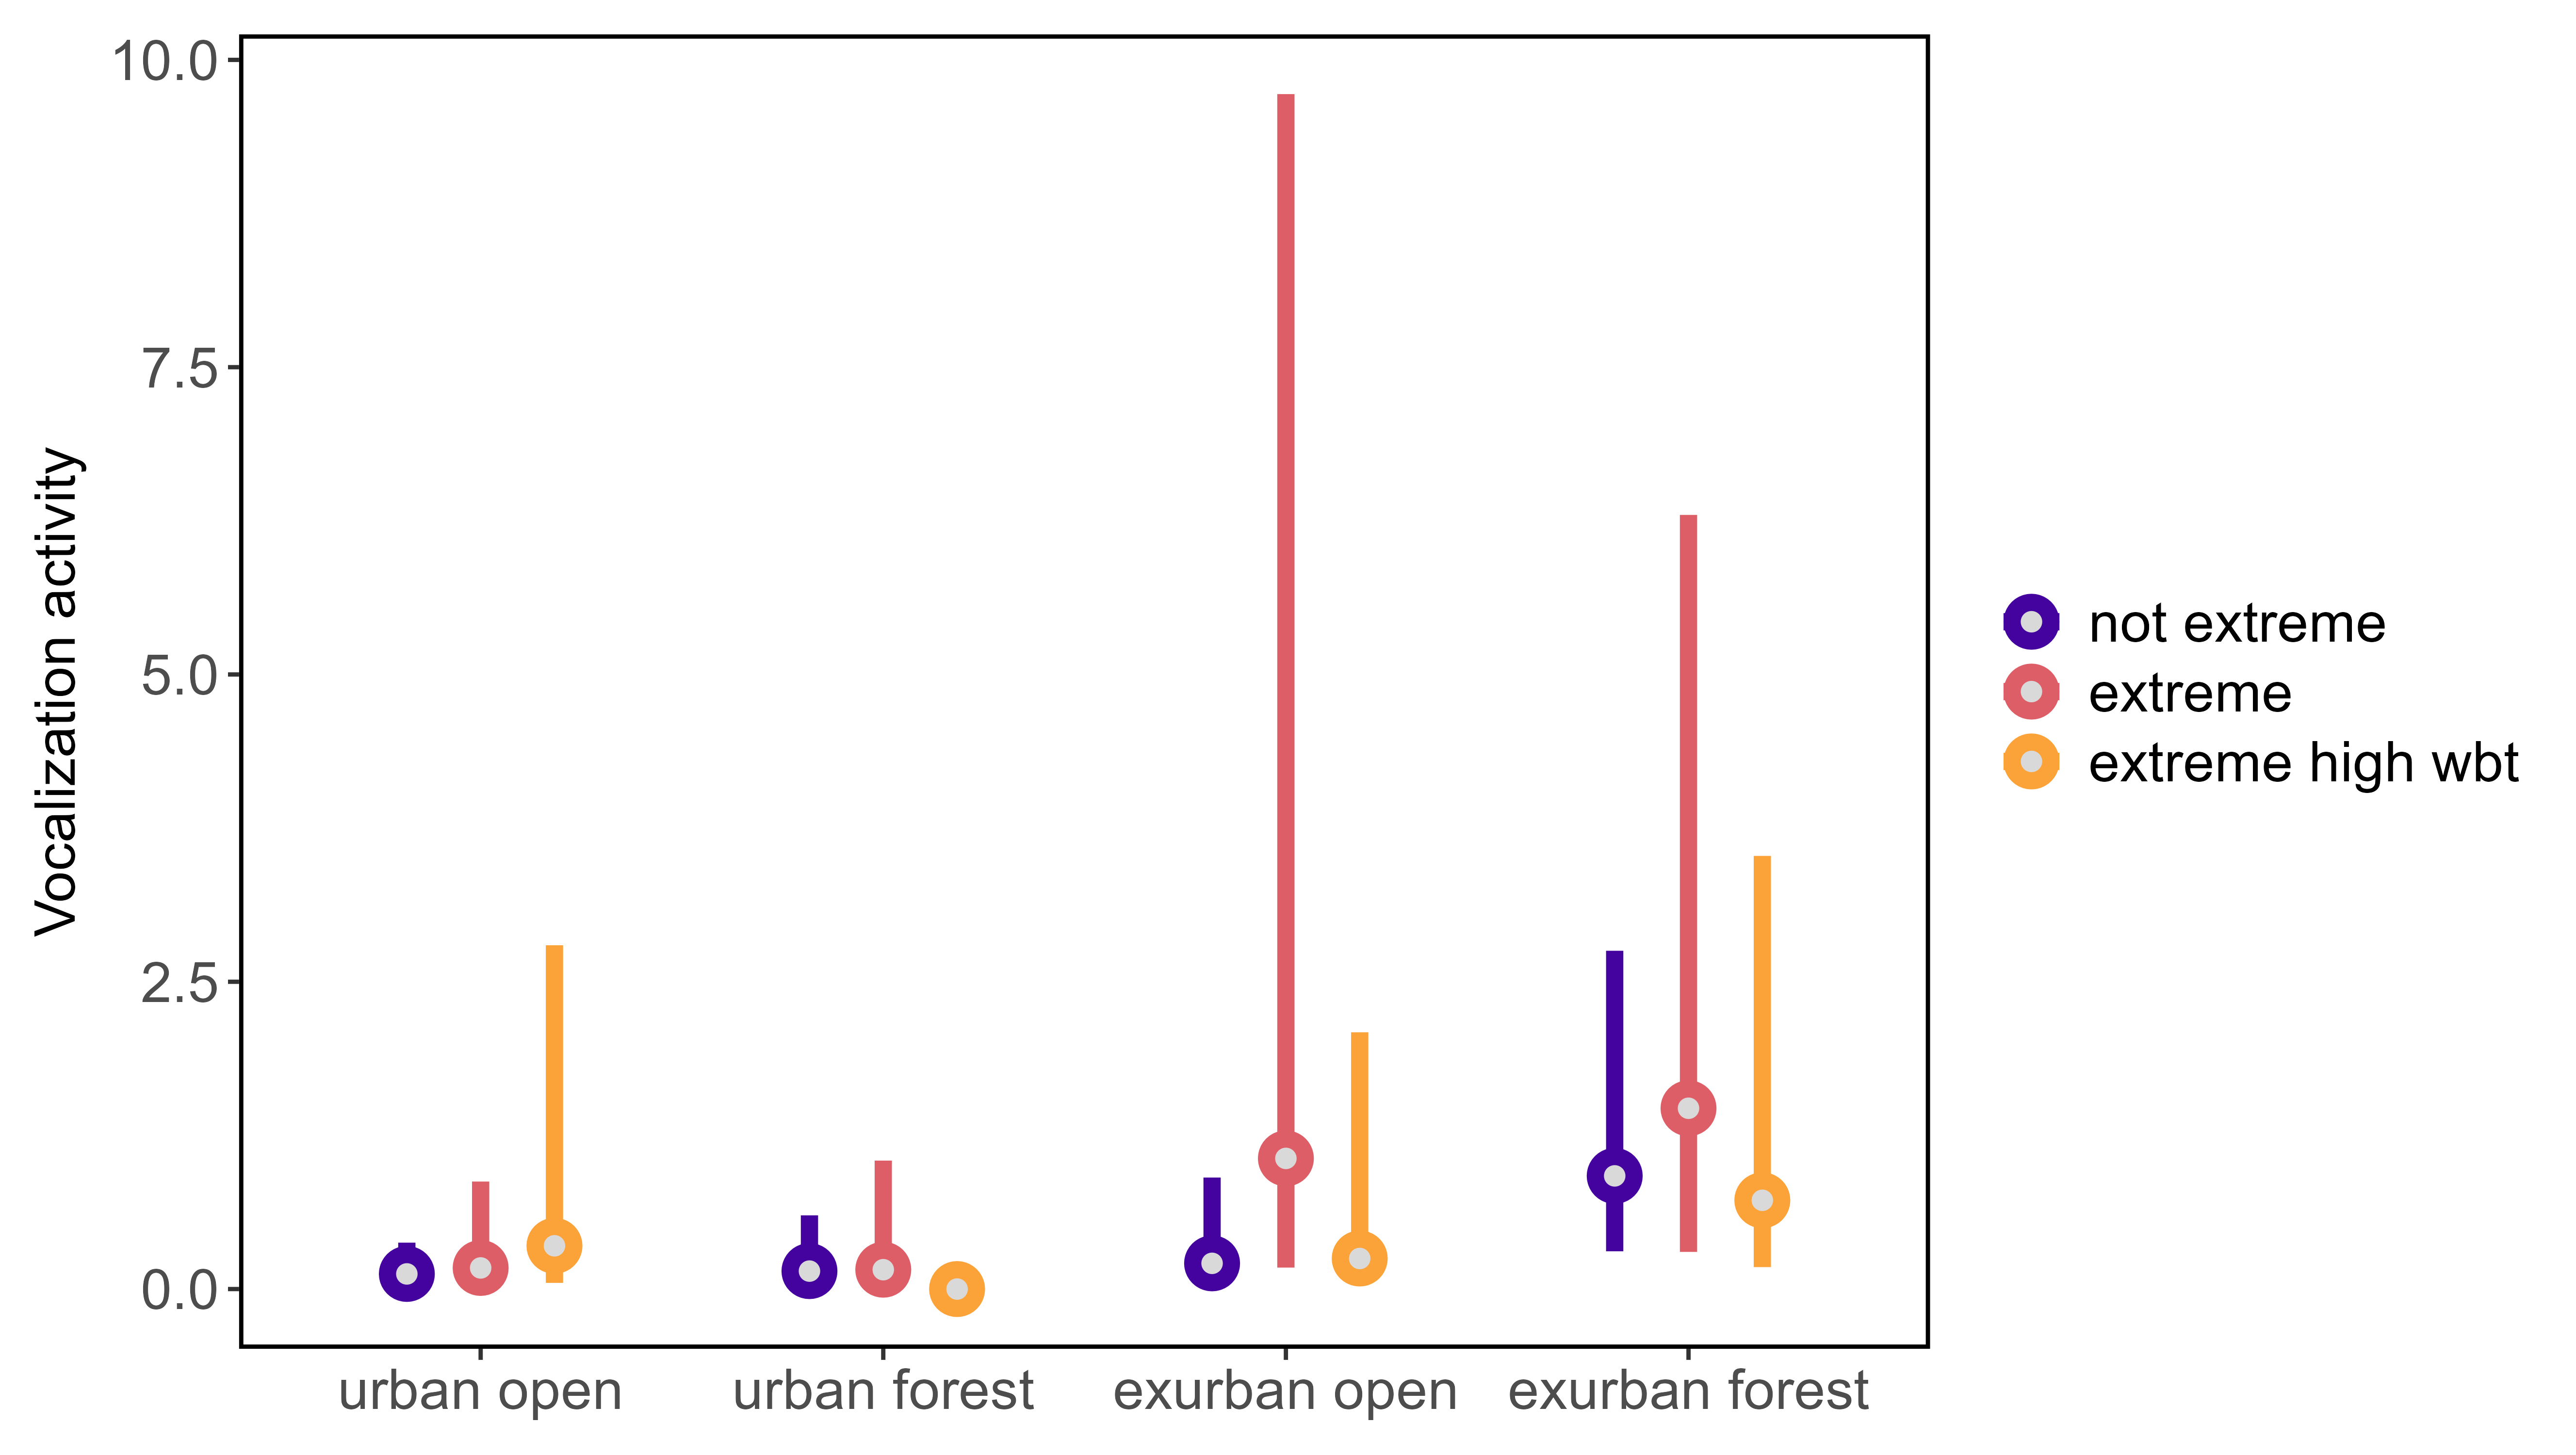 Vocalization activity
10.0
7.5
5.0
2.5
0.0
urban open
urban forest
exurban open
exurban forest
not extreme
extreme
extreme high wbt